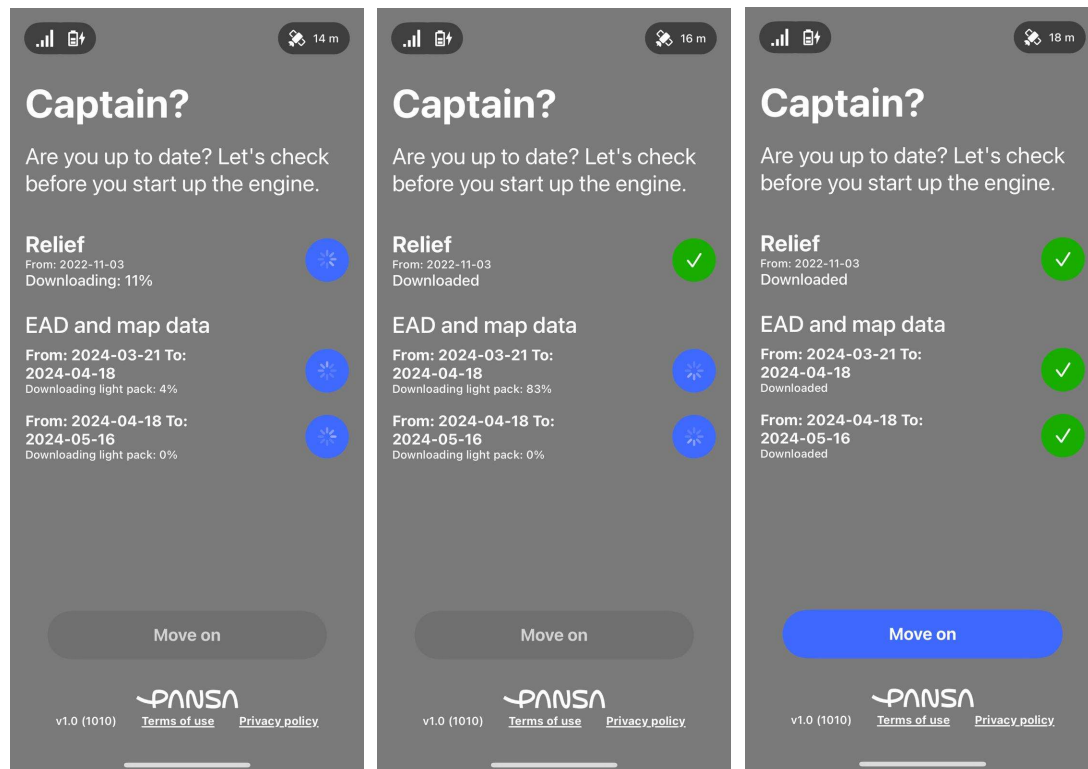 14 m
Captain?
Are you up to date? Let's check
before you start up the engine.
Relief
From: 2022-11-03
Downloading: 11%
EAD and map data
From: 2024-03-21 To:
2024-04-18
Downloading light pack: 4%
From: 2024-04-18 To:
2024-05-16
Downloading light pack: 0%
Move on
PANSA
v1.0 (1010) Terms of use Privacy policy
16 m
Captain?
Are you up to date? Let's check
before you start up the engine.
Relief
From: 2022-11-03
Downloaded
EAD and map data
From: 2024-03-21 To:
2024-04-18
Downloading light pack: 83%
From: 2024-04-18 To:
2024-05-16
Downloading light pack: 0%
Move on
PANSA
v1.0 (1010) Terms of use Privacy policy
18 m
Captain?
Are you up to date? Let's check
before you start up the engine.
Relief
From: 2022-11-03
Downloaded
EAD and map data
From: 2024-03-21 To:
2024-04-18
Downloaded
From: 2024-04-18 To:
2024-05-16
Downloaded
Move on
PANSA
v1.0 (1010) Terms of use Privacy policy